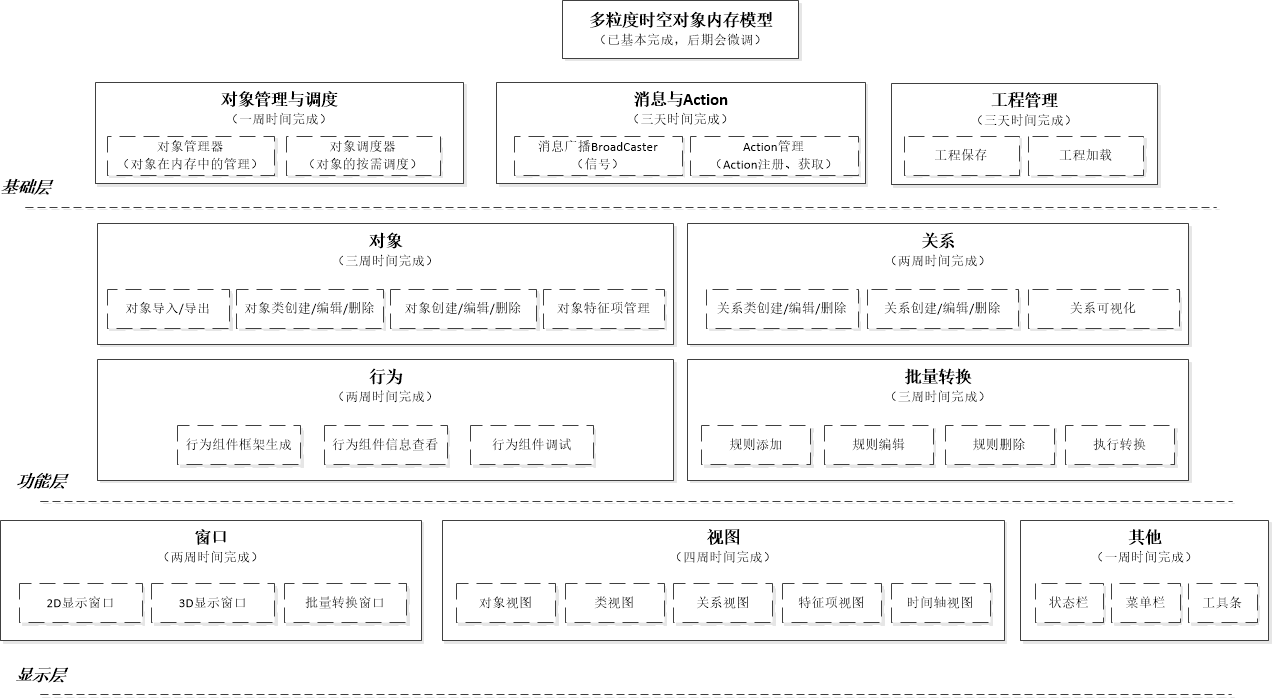 多粒度时空对象内存模型
（已基本完成，后期会微调）
对象管理与调度
（一周时间完成）
对象管理器
（对象在内存中的管理）
对象调度器
（对象的按需调度）
消息与Action
（三天时间完成）
消息广播BroadCaster
（信号）
Action管理
（Action注册、获取）
工程管理
（三天时间完成）
工程保存
工程加载
基础层
对象
（三周时间完成）
对象导入/导出
对象类创建/编辑/删除
对象创建/编辑/删除
对象特征项管理
关系
（两周时间完成）
关系类创建/编辑/删除
关系创建/编辑/删除
关系可视化
行为
（两周时间完成）
行为组件框架生成
行为组件信息查看
行为组件调试
批量转换
（三周时间完成）
规则添加
规则编辑
规则删除
执行转换
功能层
窗口
（两周时间完成）
2D显示窗口
3D显示窗口
批量转换窗口
视图
（四周时间完成）
对象视图
类视图
关系视图
特征项视图
时间轴视图
其他
（一周时间完成）
状态栏
菜单栏
工具条
显示层